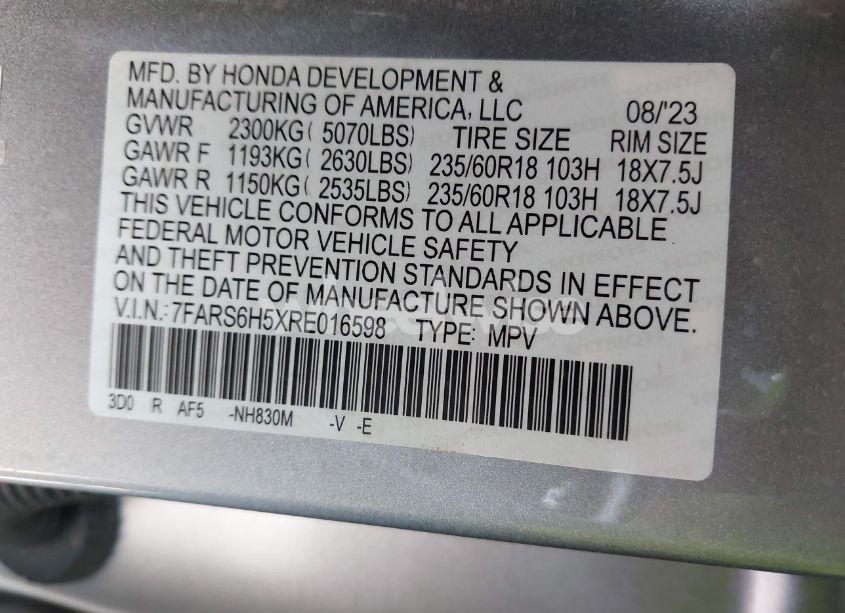 MFD. BY HONDA DEVELOPMENT &
MANUFACTURING OF AMERICA, LLC 08/'23
GVWR 2300KG( 5070LBS) TIRE SIZE RIM SIZE
GAWR F 1193KG( 2630LBS) 235/60R18 103H 18X7.5J
GAWR R 1150KG( 2535LBS) 235/60R18 103H 18X7.5J
THIS VEHICLE CONFORMS TO ALL APPLICABLE
FEDERAL MOTOR VEHICLE SAFETY
AND THEFT PREVENTION STANDARDS IN EFFECT
ON THE DATE OF MANUFACTURE SHOWN ABOVE.
V.I.N.: 7FARS6H5XRE016598 TYPE: MPV
3D0 R AF5 -NH830M -V -E